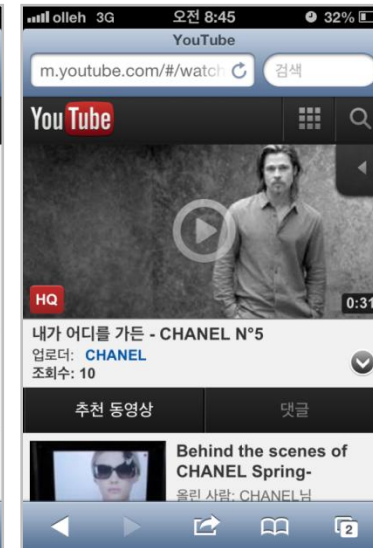 olleh 3G 오전 8:45 32%
YouTube
m.youtube.com/#/watch
검색
YouTube
HQ
0:31
내가 어디를 가든 - CHANEL N°5
업로더: CHANEL
조회수: 10
추천 동영상
댓글
Behind the scenes of
CHANEL Spring-
올린 사람: CHANEL님
2